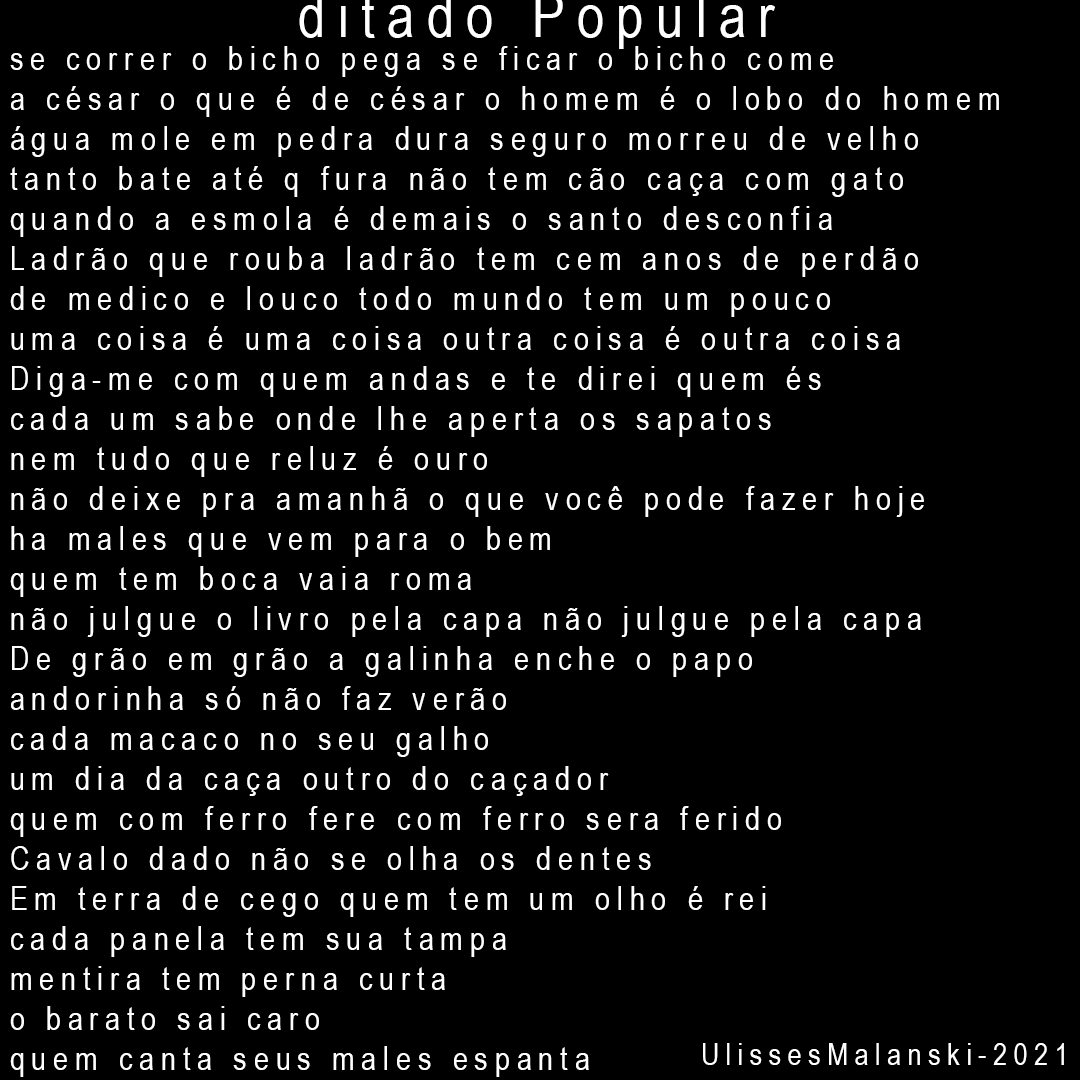 ditado Popular
se correr o bicho pega se ficar o bicho come
a césar o que é de césar o homem é o lobo do homem
água mole em pedra dura seguro morreu de velho
tanto bate até q fura não tem cão caça com gato
quando a esmola é demais o santo desconfia
Ladrão que rouba ladrão tem cem anos de perdão
de medico e louco todo mundo tem um pouco
uma coisa é uma coisa outra coisa é outra coisa
Diga-me com quem andas e te direi quem és
cada um sabe onde lhe aperta os sapatos
nem tudo que reluz é ouro
não deixe pra amanhã o que você pode fazer hoje
ha males que vem para o bem
quem tem boca vaia roma
não julgue o livro pela capa não julgue pela capa
De grão em grão a galinha enche o papo
andorinha só não faz verão
cada macaco no seu galho
um dia da caça outro do caçador
quem com ferro fere com ferro sera ferido
Cavalo dado não se olha os dentes
Em terra de cego quem tem um olho é rei
cada panela tem sua tampa
mentira tem perna curta
o barato sai caro
quem canta seus males espanta
UlissesMalanski-2021